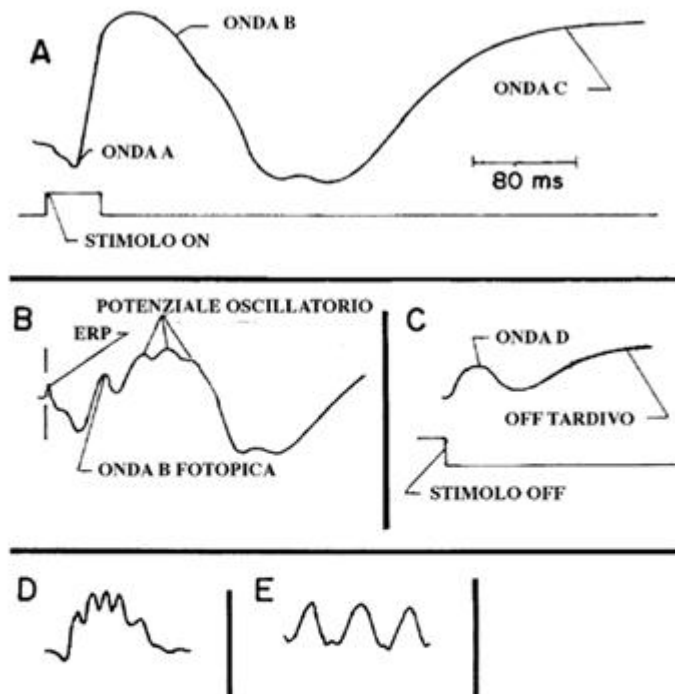 A
ONDA B
ONDA C
ONDA A
80 ms
STIMOLO ON
B
POTENZIALE OSCILLATORIO
ERP
ONDA B FOTOPICA
C
ONDA D
OFF TARDIVO
STIMOLO OFF
D
E